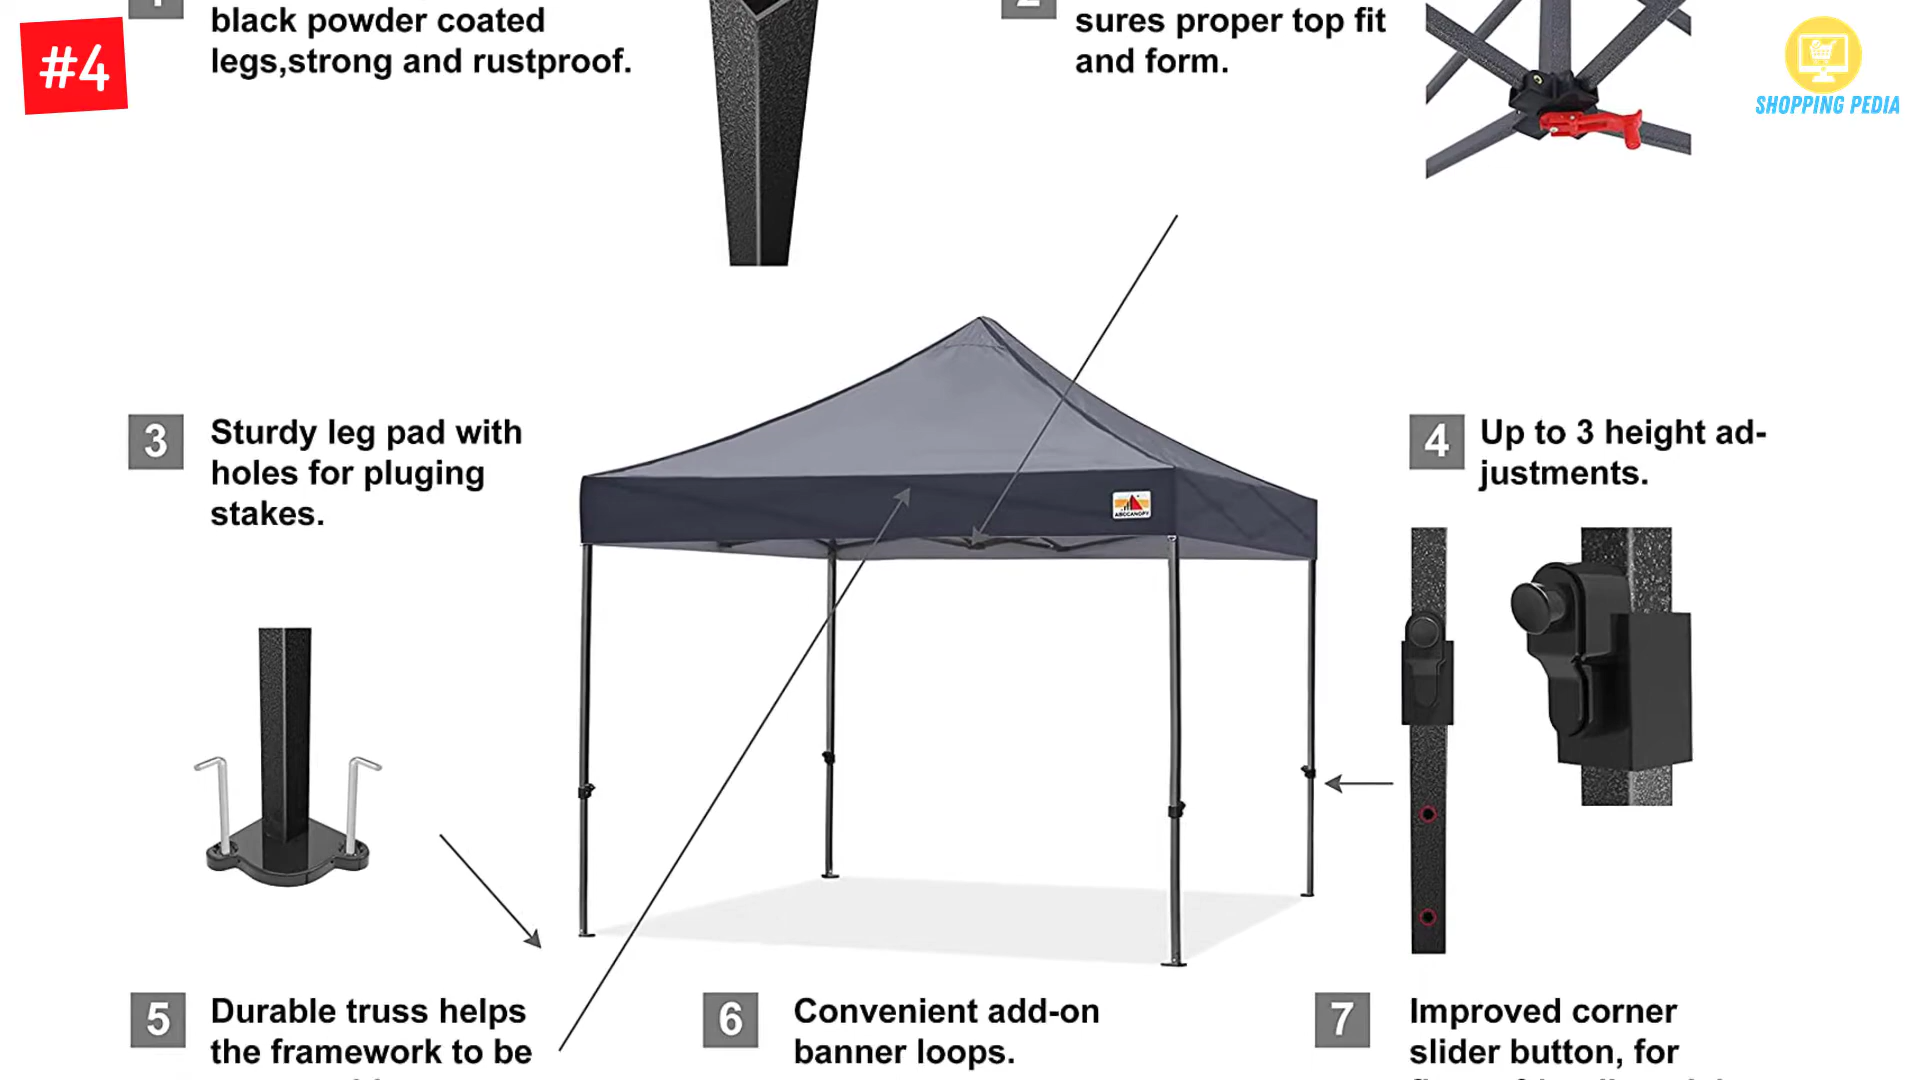 #4
black powder coated
legs,strong and rustproof.
sures proper top fit
and form.
SHOPPING PEDIA
3
Sturdy leg pad with
holes for pluging
stakes.
4
Up to 3 height ad-
justments.
ABCCANOPY
5
Durable truss helps
the framework to be
6
Convenient add-on
banner loops.
7
Improved corner
slider button, for